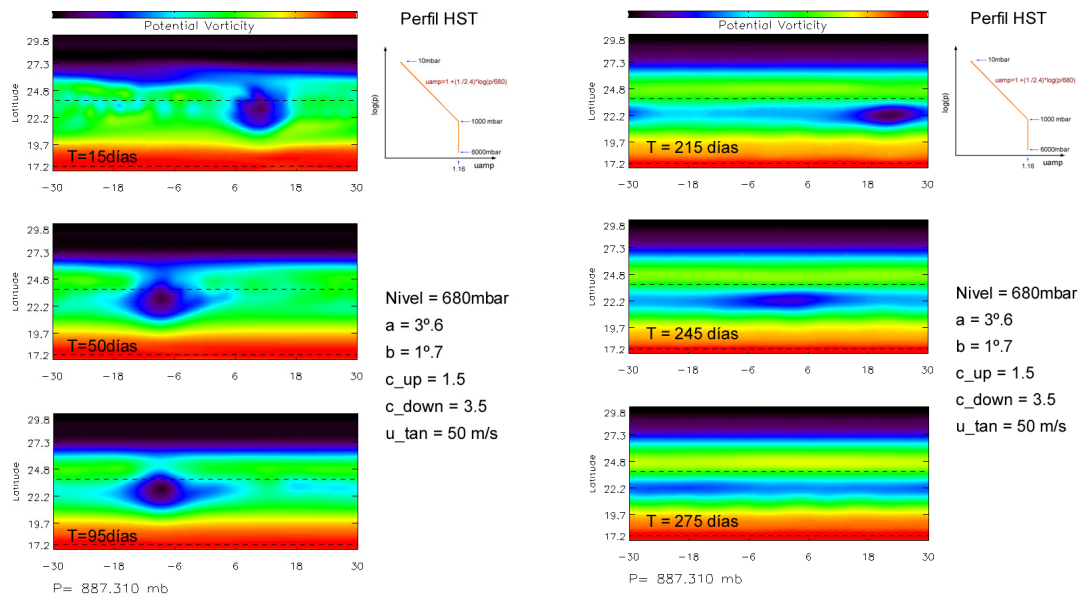 Perfil HST
Potential Vorticity
29.8
27.3
24.8
22.2
19.7
17.2
Latitude
T=15días
-30 -18 -6 6 18 30
log(p)
10mbar
uamp=1.+(1/2.4)*log(p/680)
1000 mbar
6000mbar
1.16
uamp
29.8
27.3
24.8
22.2
19.7
17.2
Latitude
T=50días
-30 -18 -6 6 18 30
29.8
27.3
24.8
22.2
19.7
17.2
Latitude
T=95días
-30 -18 -6 6 18 30
P= 887.310 mb
Nivel = 680mbar
a = 3º.6
b = 1º.7
c_up = 1.5
c_down = 3.5
u_tan = 50 m/s
Perfil HST
Potential Vorticity
29.8
27.3
24.8
22.2
19.7
17.2
Latitude
T = 215 días
-30 -18 -6 6 18 30
log(p)
10mbar
uamp=1.+(1/2.4)*log(p/680)
1000 mbar
6000mbar
1.16
uamp
29.8
27.3
24.8
22.2
19.7
17.2
Latitude
T = 245 días
-30 -18 -6 6 18 30
29.8
27.3
24.8
22.2
19.7
17.2
Latitude
T = 275 días
-30 -18 -6 6 18 30
P= 887.310 mb
Nivel = 680mbar
a = 3º.6
b = 1º.7
c_up = 1.5
c_down = 3.5
u_tan = 50 m/s